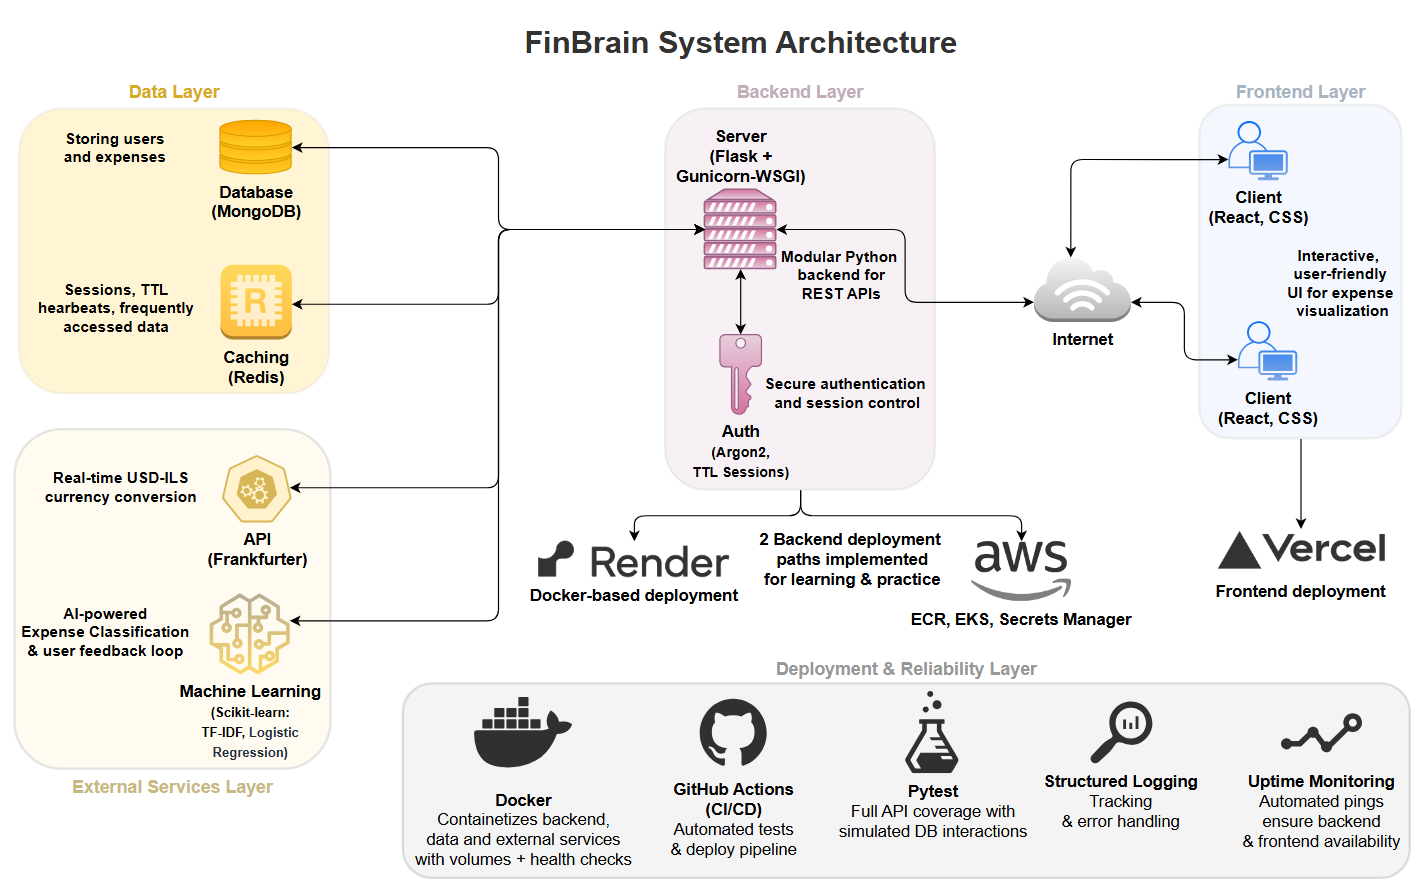 FinBrain System Architecture
Data Layer
Storing users
and expenses
Database
(MongoDB)
Sessions, TTL
hearbeats, frequently
accessed data
R
Caching
(Redis)
Real-time USD-ILS
currency conversion
API
(Frankfurter)
AI-powered
Expense Classification
& user feedback loop
Machine Learning
(Scikit-learn:
TF-IDF, Logistic
Regression)
External Services Layer
Backend Layer
Server
(Flask +
Gunicorn-WSGI)
Modular Python
backend for
REST APIs
Secure authentication
and session control
Auth
(Argon2,
TTL Sessions)
Internet
Frontend Layer
Client
(React, CSS)
Interactive,
user-friendly
UI for expense
visualization
Client
(React, CSS)
Render
Docker-based deployment
2 Backend deployment
paths implemented
for learning & practice
aws
ECR, EKS, Secrets Manager
Vercel
Frontend deployment
Deployment & Reliability Layer
Docker
Containetizes backend,
data and external services
with volumes + health checks
GitHub Actions
(CI/CD)
Automated tests
& deploy pipeline
Pytest
Full API coverage with
simulated DB interactions
Structured Logging
Tracking
& error handling
Uptime Monitoring
Automated pings
ensure backend
& frontend availability